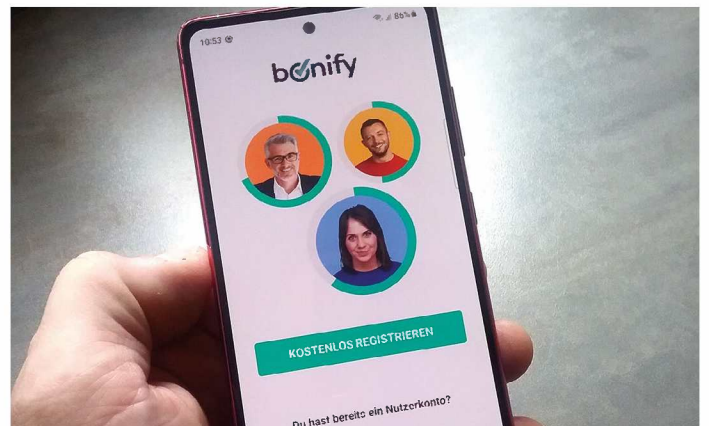 10:53
86%
bonify
KOSTENLOS REGISTRIEREN
Du hast bereits ein Nutzerkonto?